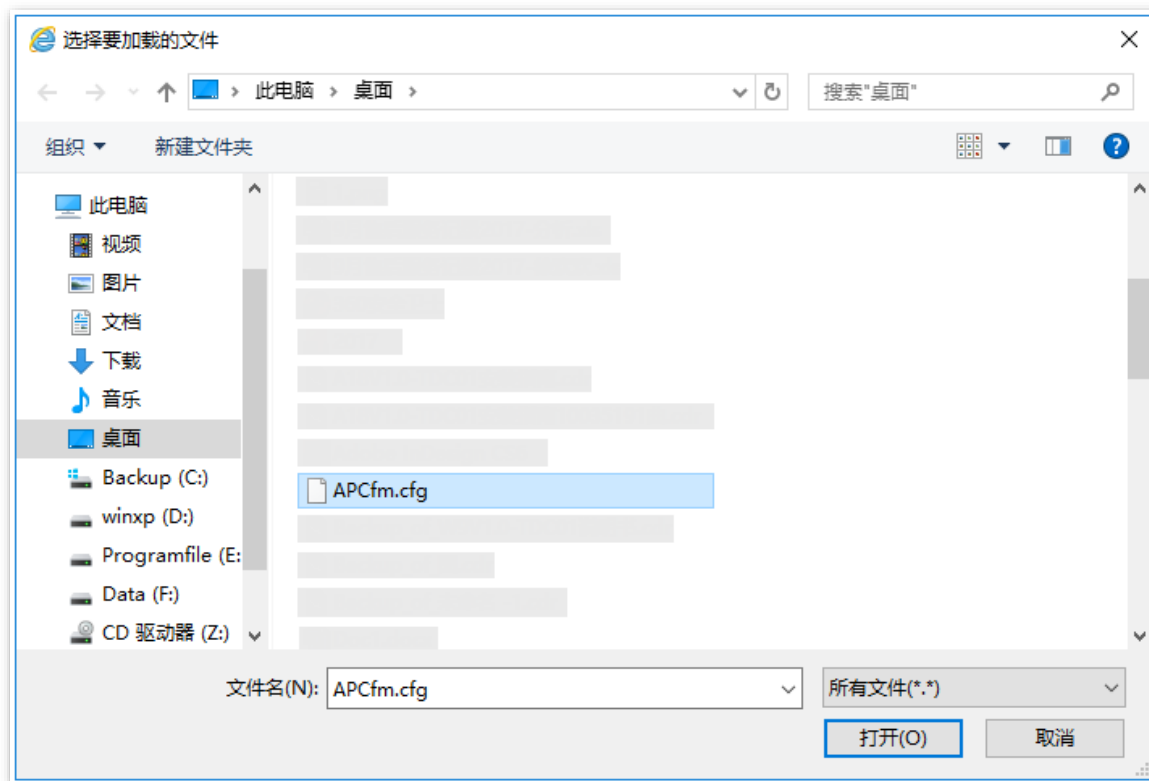 选择要加载的文件
此电脑 桌面
搜索"桌面"
组织 新建文件夹
此电脑
视频
图片
文档
下载
音乐
桌面
Backup (C:)
winxp (D:)
Programfile (E:
Data (F:)
CD 驱动器 (Z:)
APCfm.cfg
文件名(N): APCfm.cfg
所有文件(*.*)
打开(O) 取消